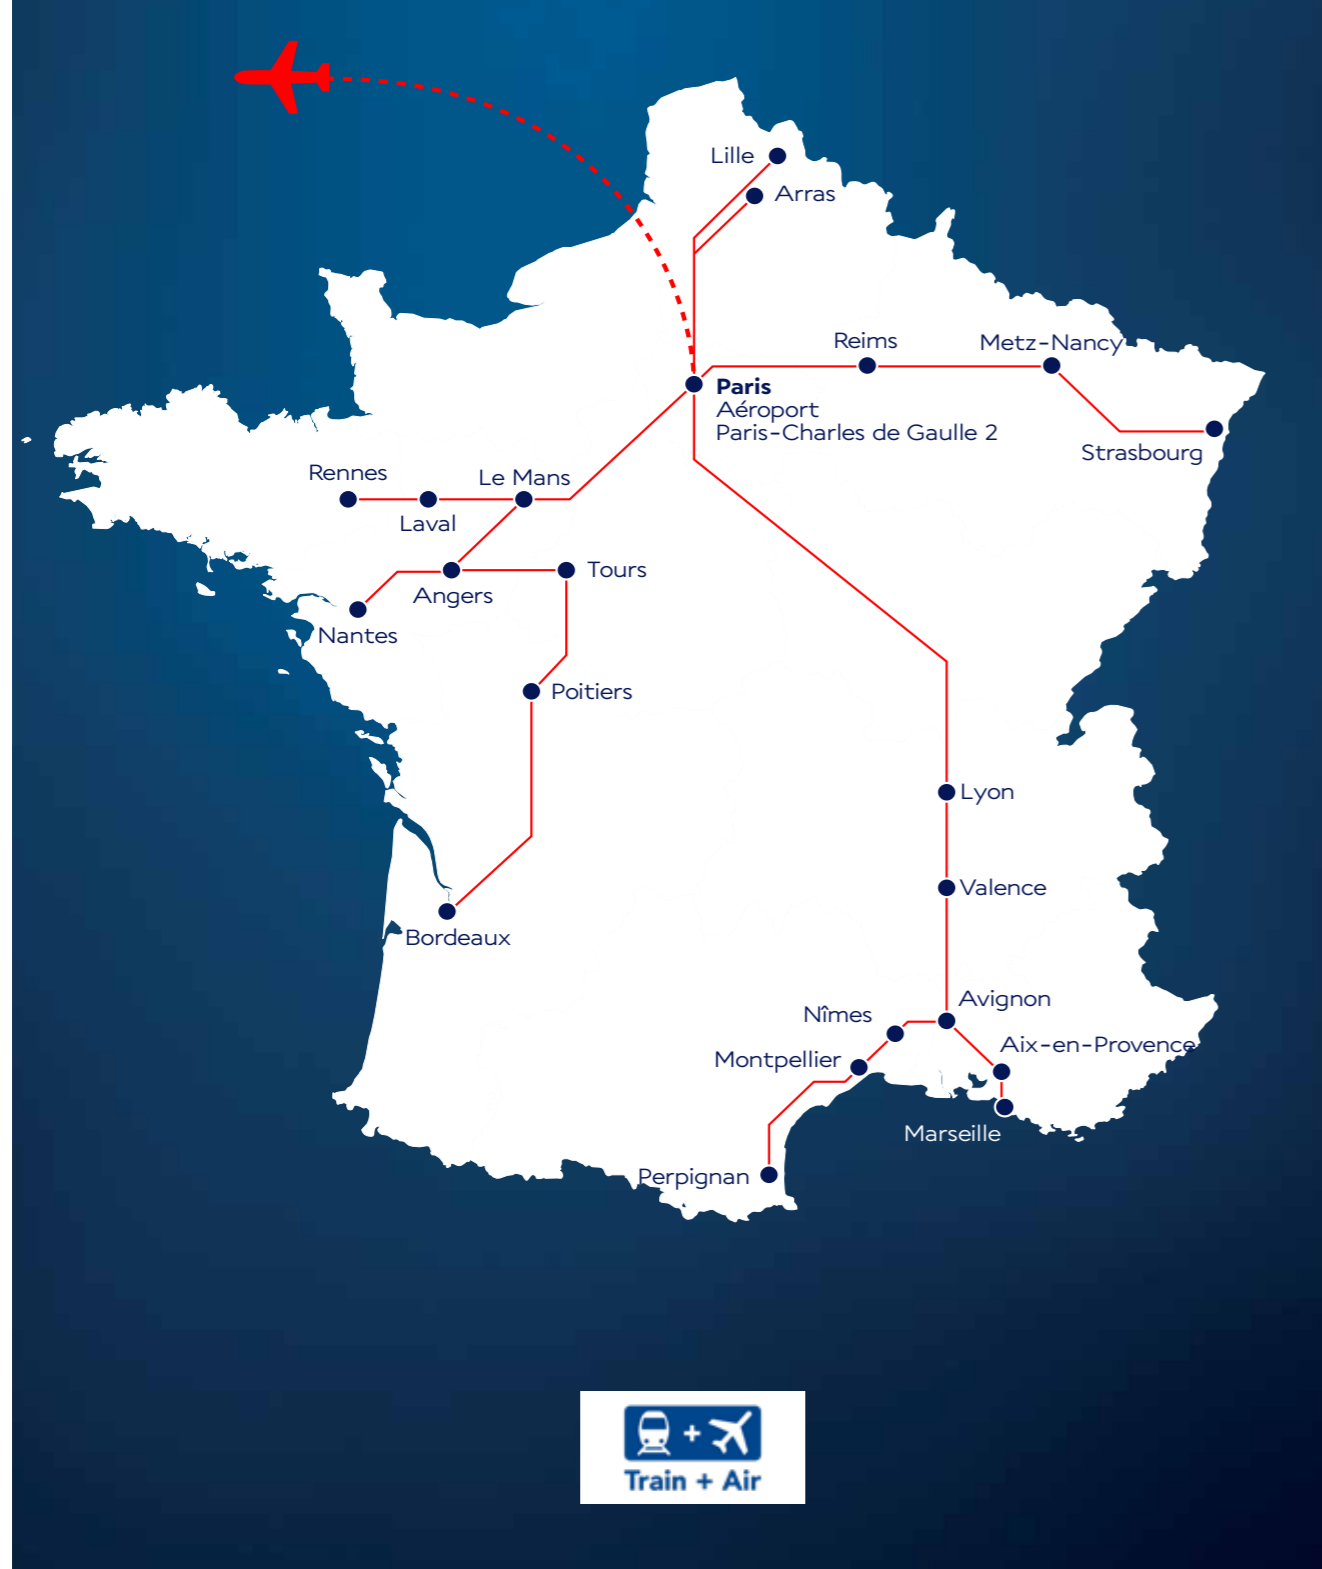 Lille
Arras
Reims
Metz-Nancy
Paris
Aéroport
Paris-Charles de Gaulle 2
Strasbourg
Rennes
Le Mans
Laval
Tours
Angers
Nantes
Poitiers
Lyon
Valence
Bordeaux
Avignon
Nîmes
Aix-en-Provence
Montpellier
Marseille
Perpignan
+
Train + Air